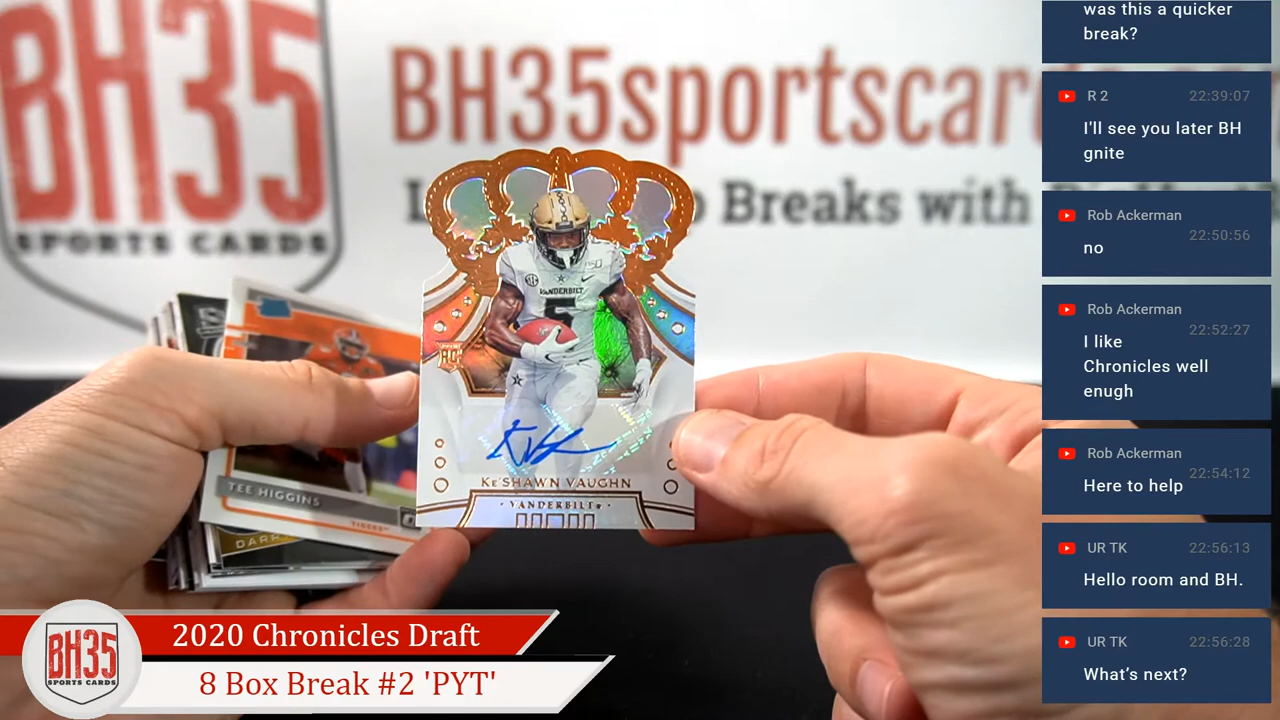 BH35
SPORTS CARDS
BH35sportscar
Breaks with
VANDERBILT
5
RC
KE'SHAWN VAUGHN
VANDERBILT
TEE HIGGINS
TIGERS
DARR
2020 Chronicles Draft
8 Box Break #2 'PYT'
BH35
SPORTS CARDS
was this a quicker
break?
R 2 22:39:07
I'll see you later BH
gnite
Rob Ackerman
22:50:56
no
Rob Ackerman
22:52:27
I like
Chronicles well
enugh
Rob Ackerman
22:54:12
Here to help
UR TK 22:56:13
Hello room and BH.
UR TK 22:56:28
What's next?